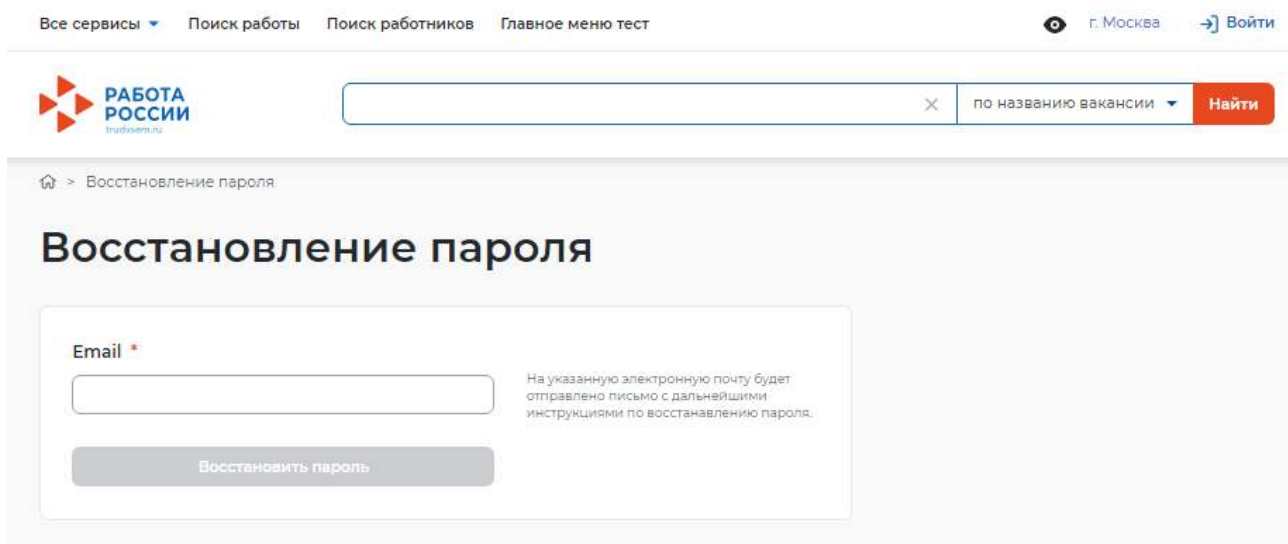 Все сервисы Поиск работы Поиск работников Главное меню тест г. Москва Войти
РАБОТА
РОССИИ
trudvsem.ru
по названию вакансии Найти
> Восстановление пароля
Восстановление пароля
Email *
На указанную электронную почту будет
отправлено письмо с дальнейшими
инструкциями по восстанавлению пароля.
Восстановить пароль